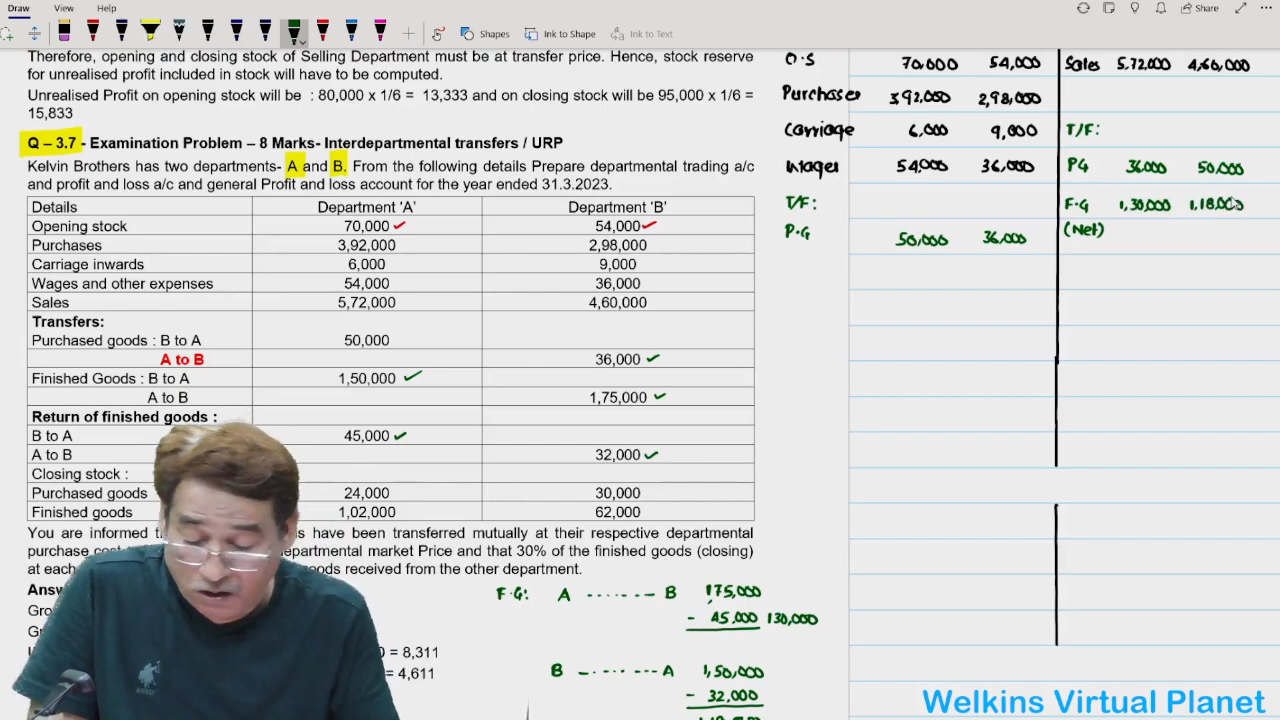 Draw View Help
Share
Shapes Ink to Shape Ink to Text
Therefore, opening and closing stock of Selling Department must be at transfer price. Hence, stock reserve
for unrealised profit included in stock will have to be computed.
Unrealised Profit on opening stock will be : 80,000 x 1/6 = 13,333 and on closing stock will be 95,000 x 1/6 =
15,833
Q – 3.7 - Examination Problem – 8 Marks- Interdepartmental transfers / URP
Kelvin Brothers has two departments- A and B. From the following details Prepare departmental trading a/c
and profit and loss a/c and general Profit and loss account for the year ended 31.3.2023.
Details Department 'A' Department 'B'
Opening stock 70,000 54,000
Purchases 3,92,000 2,98,000
Carriage inwards 6,000 9,000
Wages and other expenses 54,000 36,000
Sales 5,72,000 4,60,000
Transfers:
Purchased goods : B to A 50,000
A to B 36,000
Finished Goods : B to A 1,50,000
A to B 1,75,000
Return of finished goods :
B to A 45,000
A to B 32,000
Closing stock :
Purchased goods 24,000 30,000
Finished goods 1,02,000 62,000
You are informed have been transferred mutually at their respective departmental
purchase departmental market Price and that 30% of the finished goods (closing)
at each received from the other department.
= 8,311
= 4,611
F.G: A ------ B 175,000
- 45,000 130,000
B ------ A 1,50,000
- 32,000
O.S 70,000 54,000 Sales 5,72,000 4,60,000
Purchases 3,92,000 2,98,000
Carriage 6,000 9,000 T/F:
Wages 54,000 36,000 P.G 36,000 50,000
T/F: F.G 1,30,000 1,18,000
P.G 50,000 36,000 (Net)
Welkins Virtual Planet